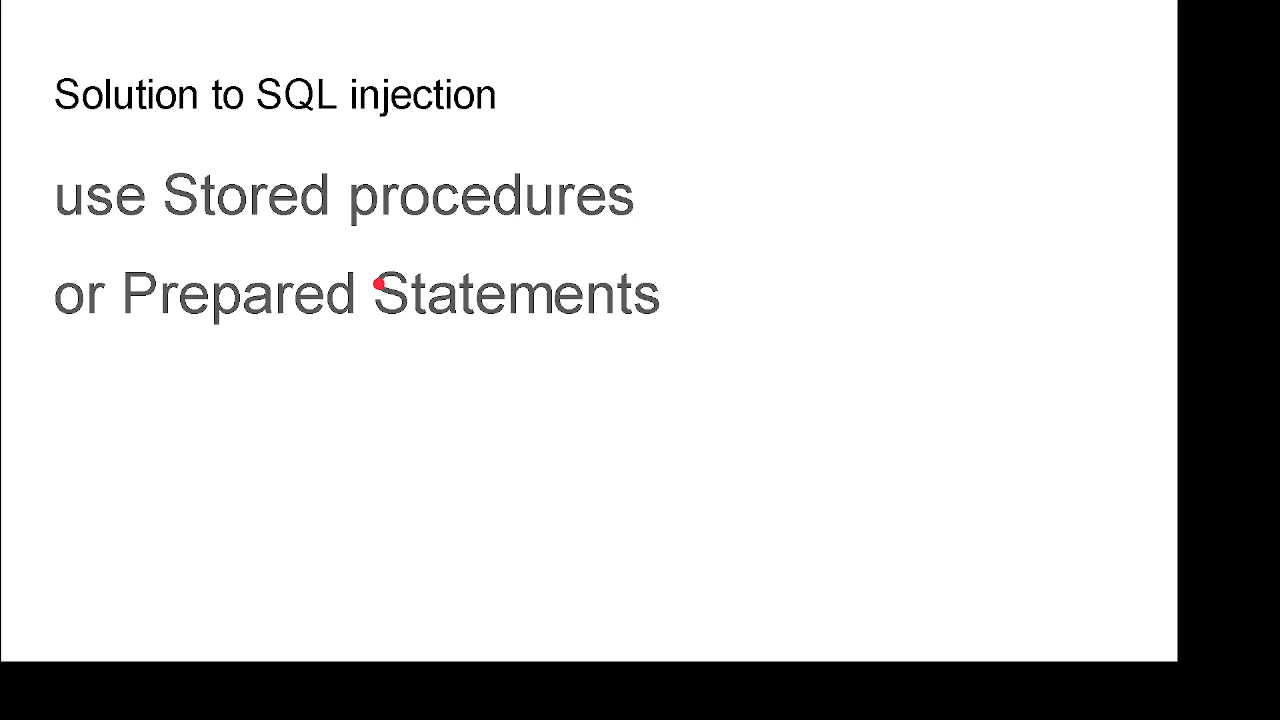 Solution to SQL injection
use Stored procedures
or Prepared Statements